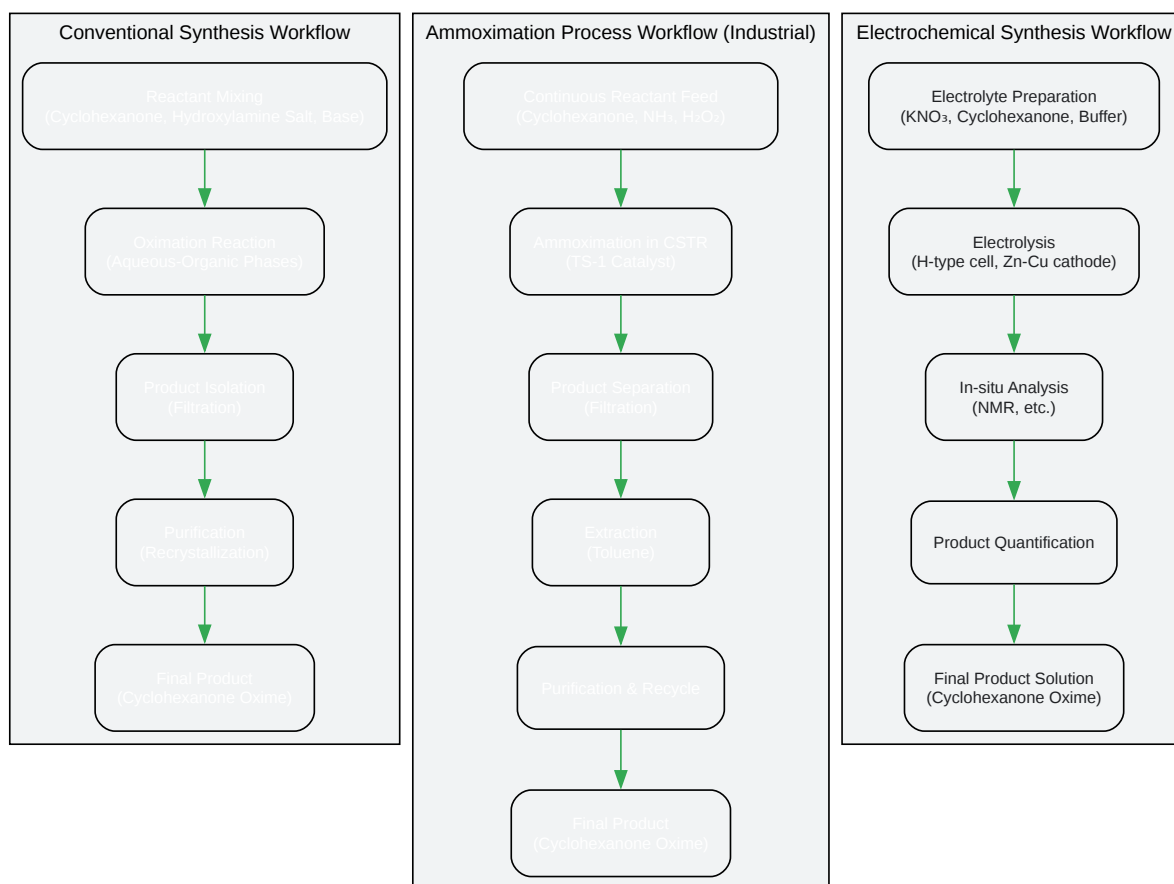 Conventional Synthesis Workflow
Reactant Mixing
(Cyclohexanone, Hydroxylamine Salt, Base)
Oximation Reaction
(Aqueous-Organic Phases)
Product Isolation
(Filtration)
Purification
(Recrystallization)
Final Product
(Cyclohexanone Oxime)
Ammoximation Process Workflow (Industrial)
Continuous Reactant Feed
(Cyclohexanone, NH₃, H₂O₂)
Ammoximation in CSTR
(TS-1 Catalyst)
Product Separation
(Filtration)
Extraction
(Toluene)
Purification & Recycle
Final Product
(Cyclohexanone Oxime)
Electrochemical Synthesis Workflow
Electrolyte Preparation
(KNO₃, Cyclohexanone, Buffer)
Electrolysis
(H-type cell, Zn-Cu cathode)
In-situ Analysis
(NMR, etc.)
Product Quantification
Final Product Solution
(Cyclohexanone Oxime)